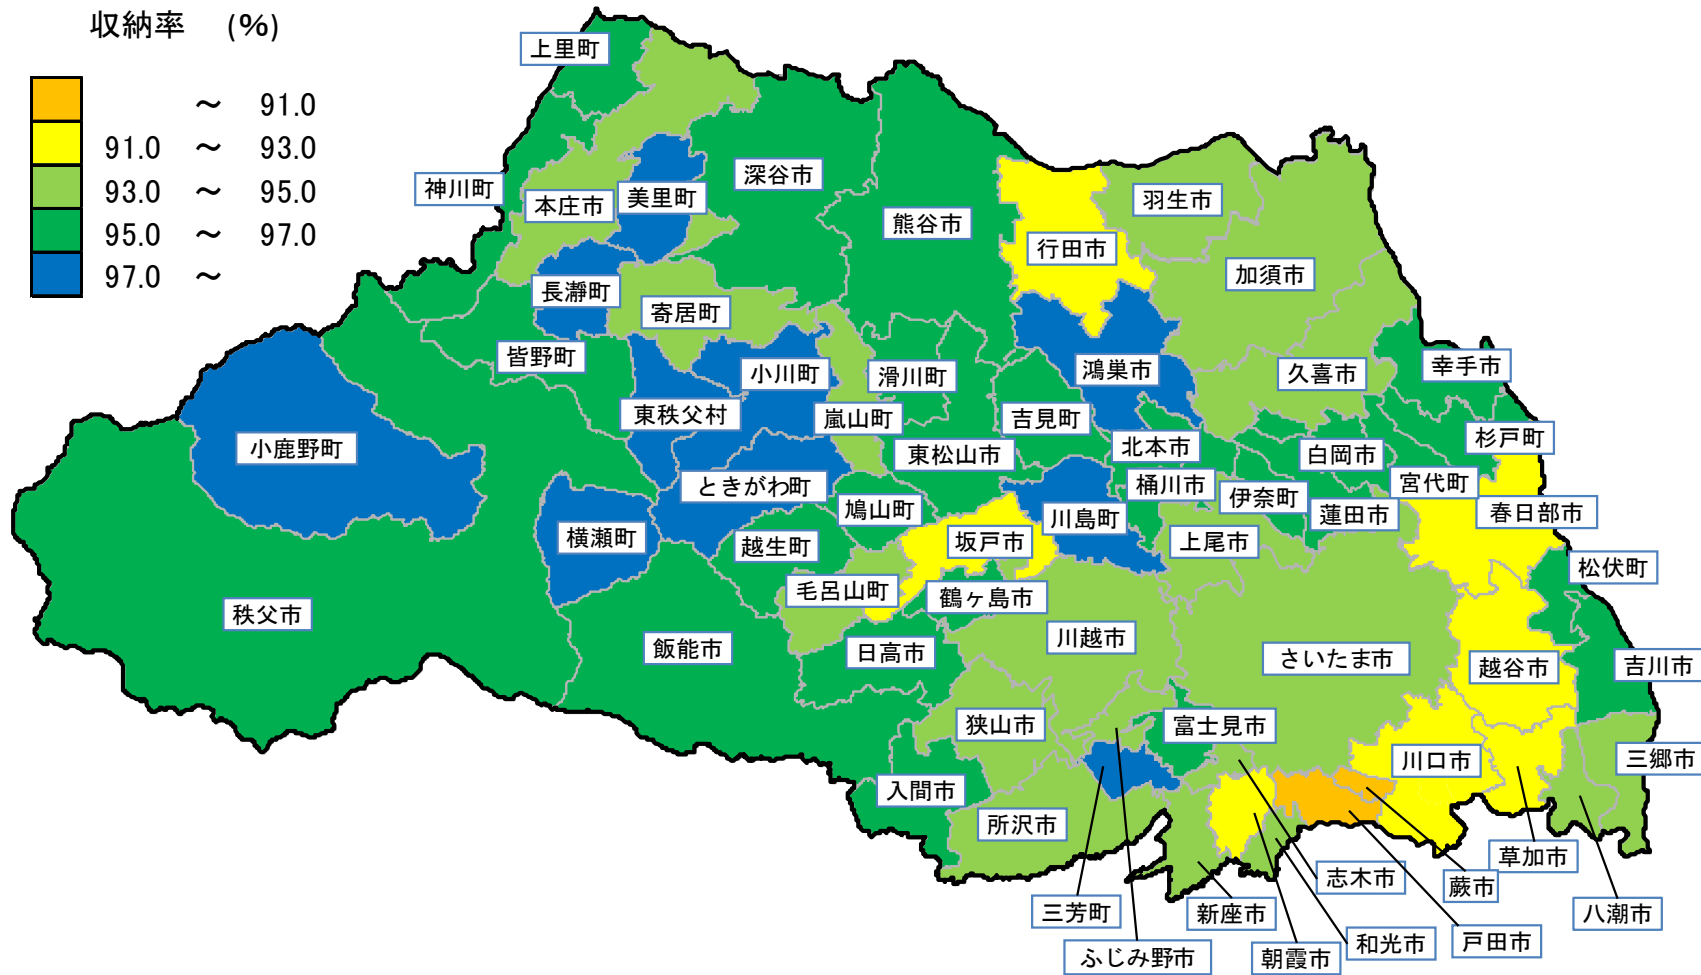 収納率 (%)
～ 91.0
91.0 ～ 93.0
93.0 ～ 95.0
95.0 ～ 97.0
97.0 ～
上里町
神川町
本庄市
美里町
深谷市
熊谷市
行田市
羽生市
加須市
長瀞町
寄居町
皆野町
小川町
滑川町
鴻巣市
久喜市
幸手市
東秩父村
嵐山町
吉見町
小鹿野町
東松山市
北本市
白岡市
杉戸町
ときがわ町
桶川市
伊奈町
宮代町
鳩山町
川島町
蓮田市
春日部市
横瀬町
越生町
坂戸市
上尾市
松伏町
毛呂山町
鶴ヶ島市
秩父市
飯能市
日高市
川越市
さいたま市
越谷市
吉川市
狭山市
富士見市
川口市
三郷市
入間市
所沢市
草加市
志木市
蕨市
三芳町
新座市
八潮市
ふじみ野市
朝霞市
和光市
戸田市